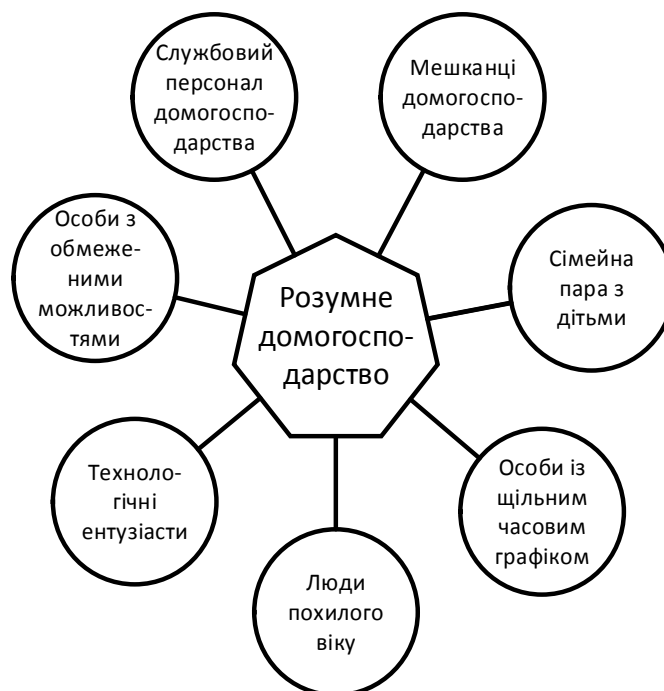 Службовий
персонал
домогоспо-
дарства
Мешканці
домогоспо-
дарства
Особи з
обмеже-
ними
можливос-
тями
Розумне
домогоспо-
дарство
Сімейна
пара з
дітьми
Техноло-
гічні
ентузіасти
Особи із
щільним
часовим
графіком
Люди
похилого
віку